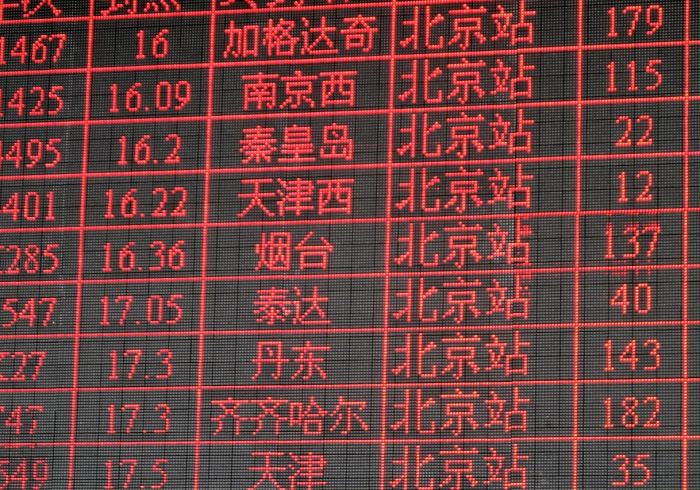 1467 16 加格达奇 北京站 179
1425 16.09 南京西 北京站 115
495 16.2 秦皇岛 北京站 22
401 16.22 天津西 北京站 12
285 16.36 烟台 北京站 137
547 17.05 泰达 北京站 40
27 17.3 丹东 北京站 143
47 17.3 齐齐哈尔 北京站 182
549 17.5 天津 北京站 35